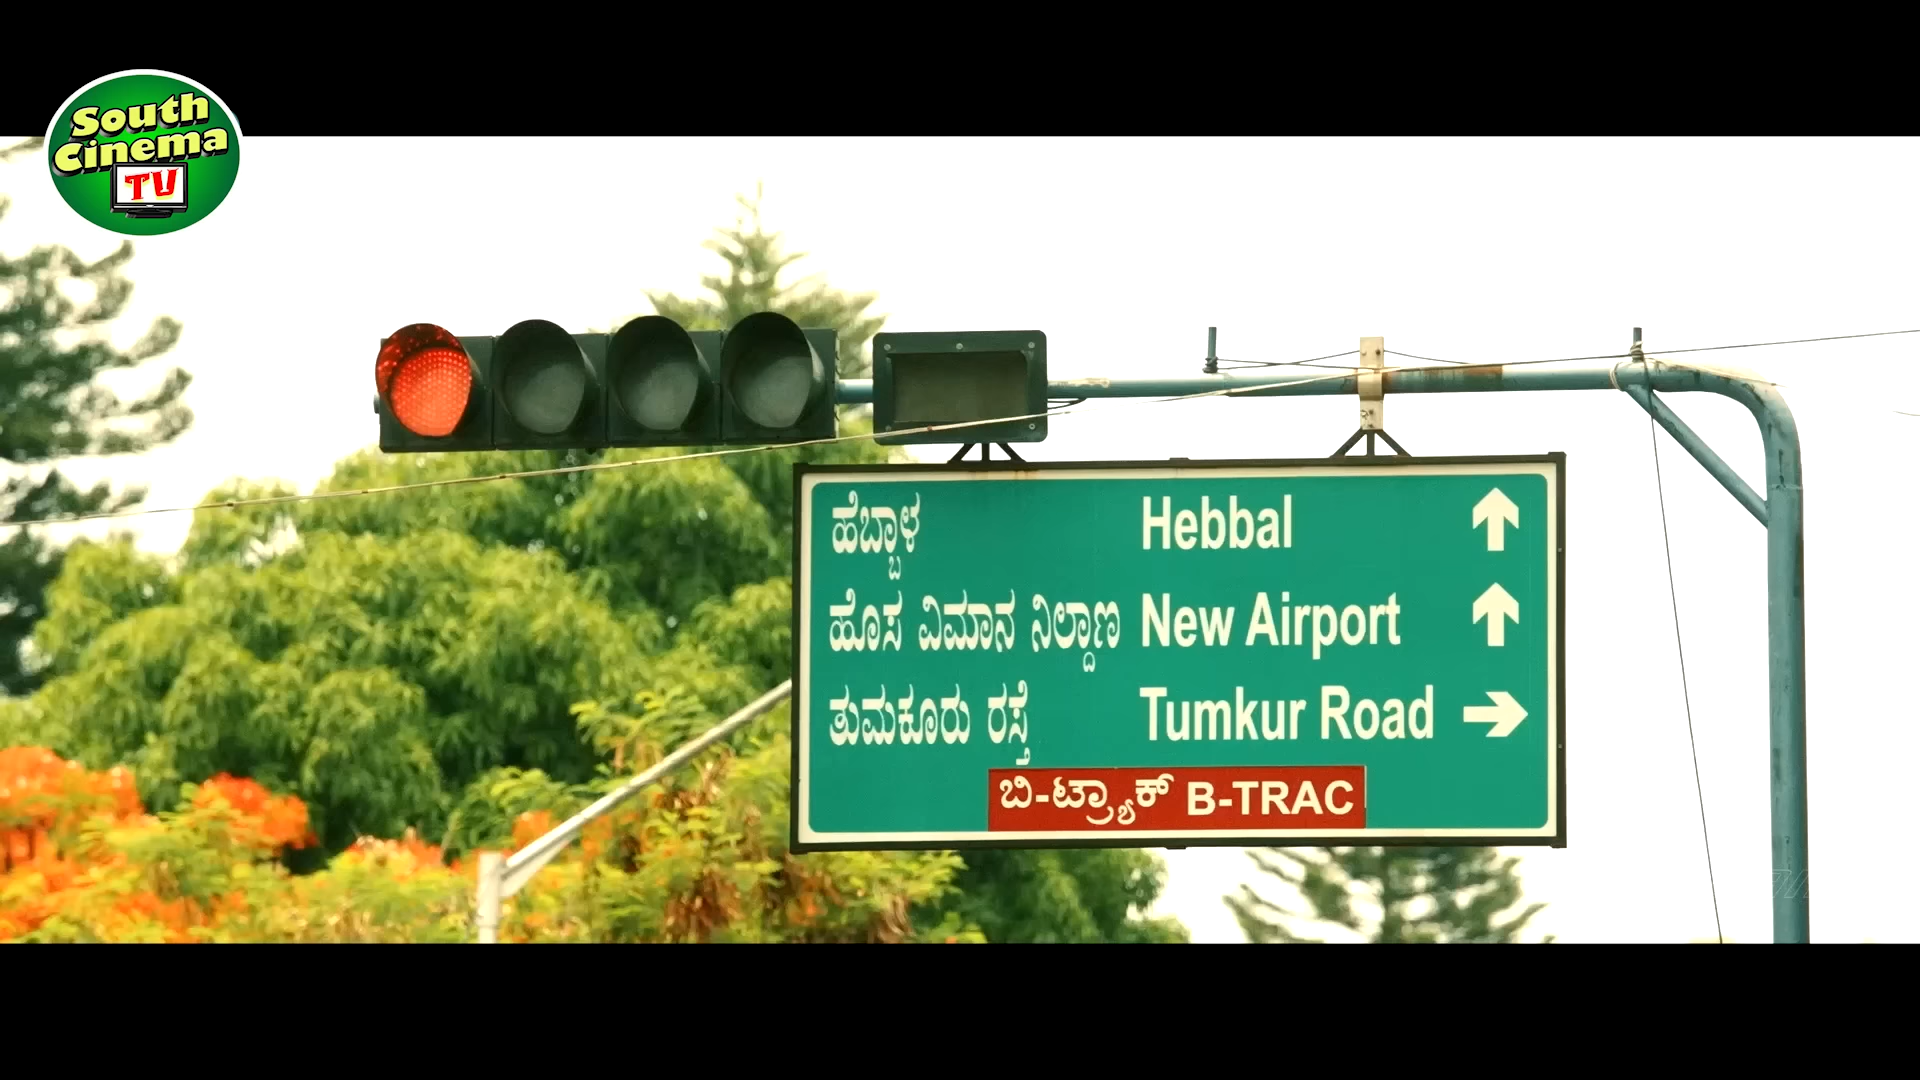 South
Cinema
TV
ಹೆಬ್ಬಾಳ Hebbal
ಹೊಸ ವಿಮಾನ ನಿಲ್ದಾಣ New Airport
ತುಮಕೂರು ರಸ್ತೆ Tumkur Road
ಬಿ-ಟ್ರ್ಯಾಕ್ B-TRAC